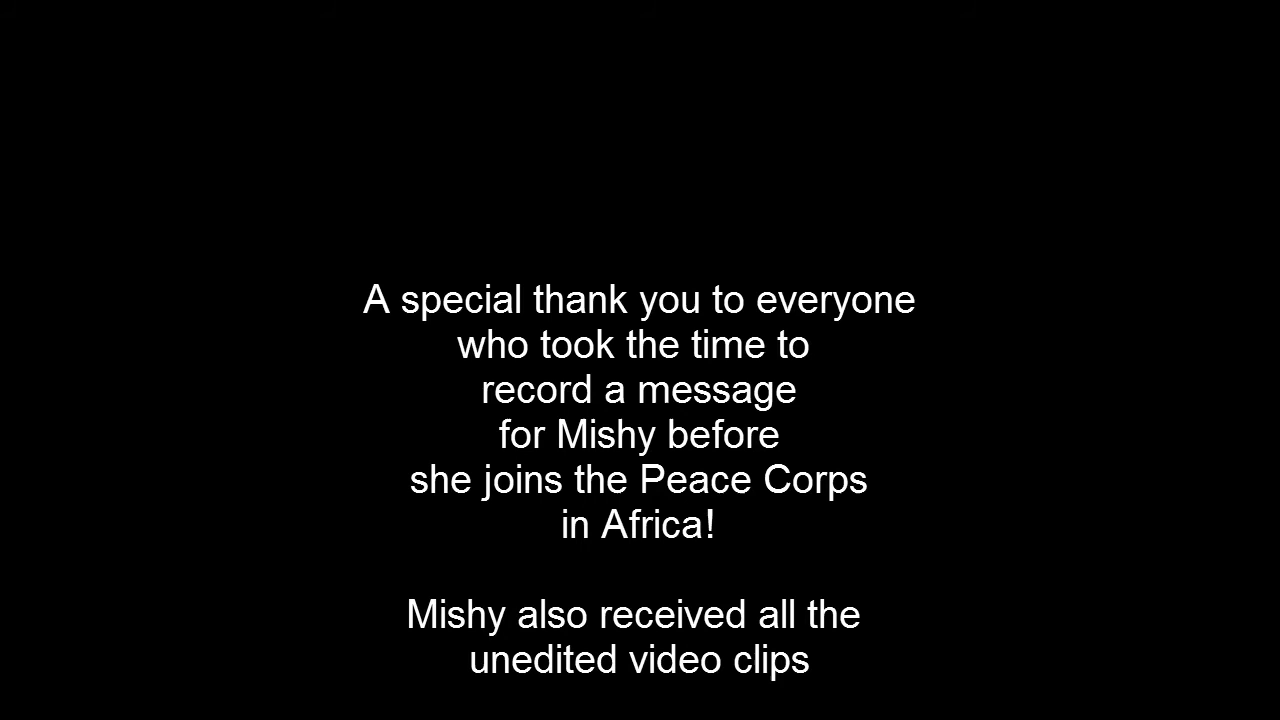 A special thank you to everyone
who took the time to
record a message
for Mishy before
she joins the Peace Corps
in Africa!
Mishy also received all the
unedited video clips